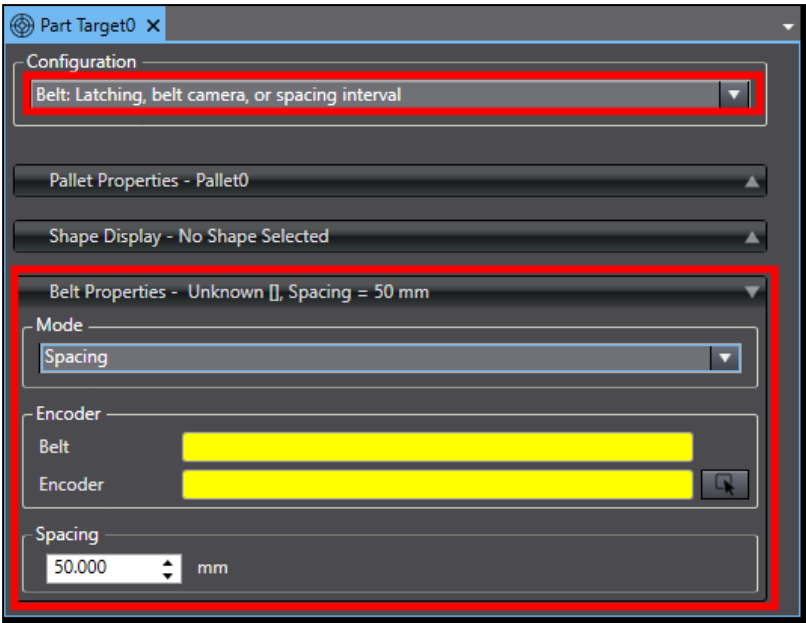 Part Target0
Configuration
Belt: Latching, belt camera, or spacing interval
Pallet Properties - Pallet0
Shape Display - No Shape Selected
Belt Properties -  Unknown [], Spacing = 50 mm
Mode
Spacing
Encoder
Belt
Encoder
Spacing
50.000 mm